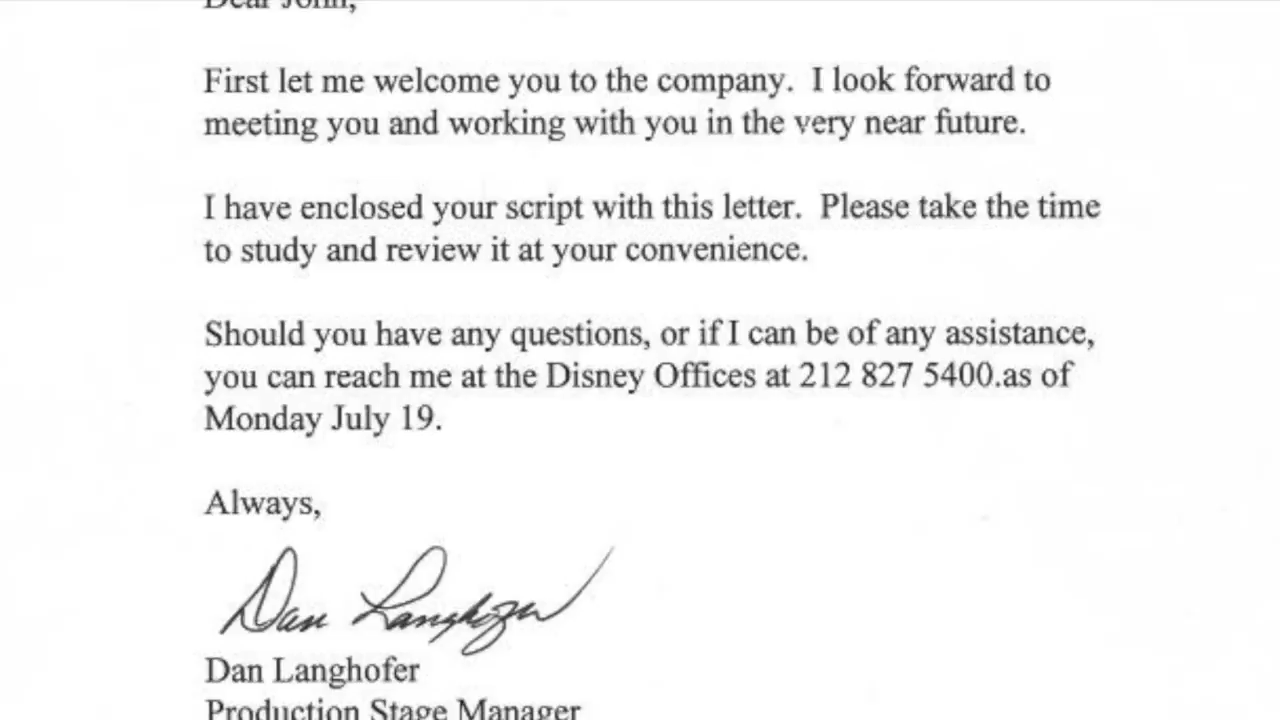 Dear John,
First let me welcome you to the company.  I look forward to
meeting you and working with you in the very near future.
I have enclosed your script with this letter.  Please take the time
to study and review it at your convenience.
Should you have any questions, or if I can be of any assistance,
you can reach me at the Disney Offices at 212 827 5400.as of
Monday July 19.
Always,
Dan Langhofer
Dan Langhofer
Production Stage Manager